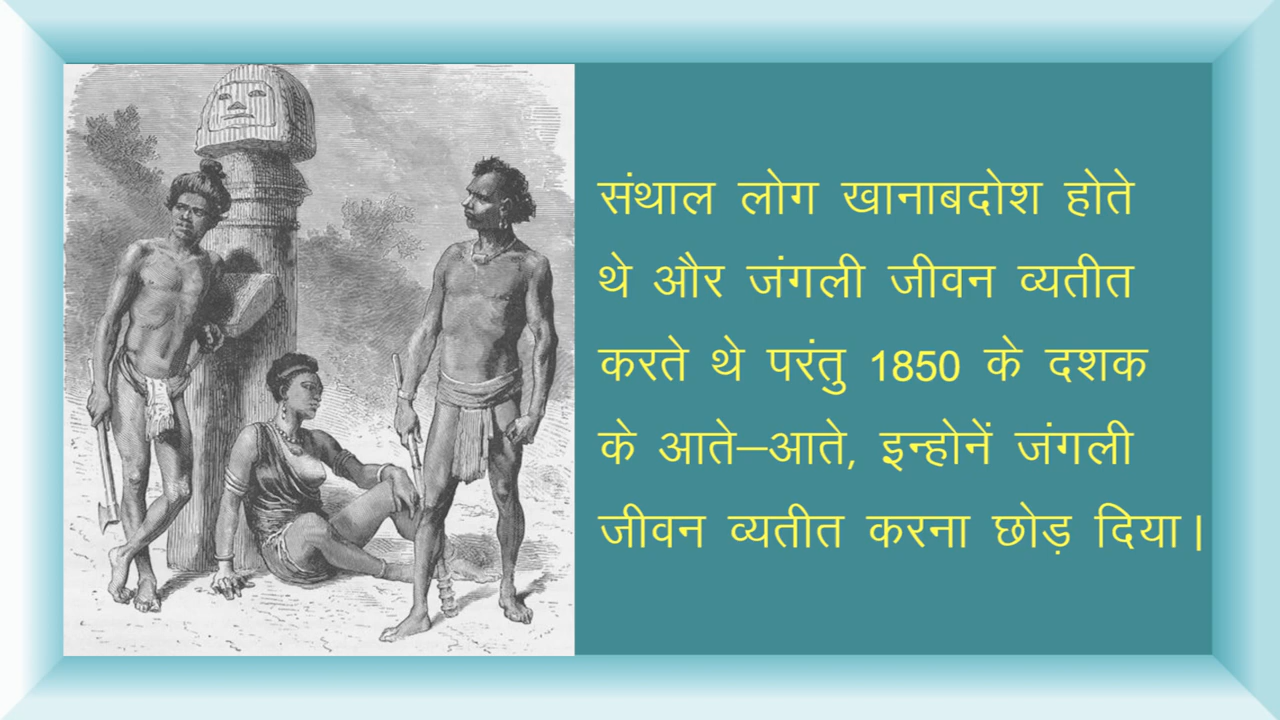 संथाल लोग खानाबदोश होते
थे और जंगली जीवन व्यतीत
करते थे परंतु 1850 के दशक
के आते–आते, इन्होनें जंगली
जीवन व्यतीत करना छोड़ दिया।